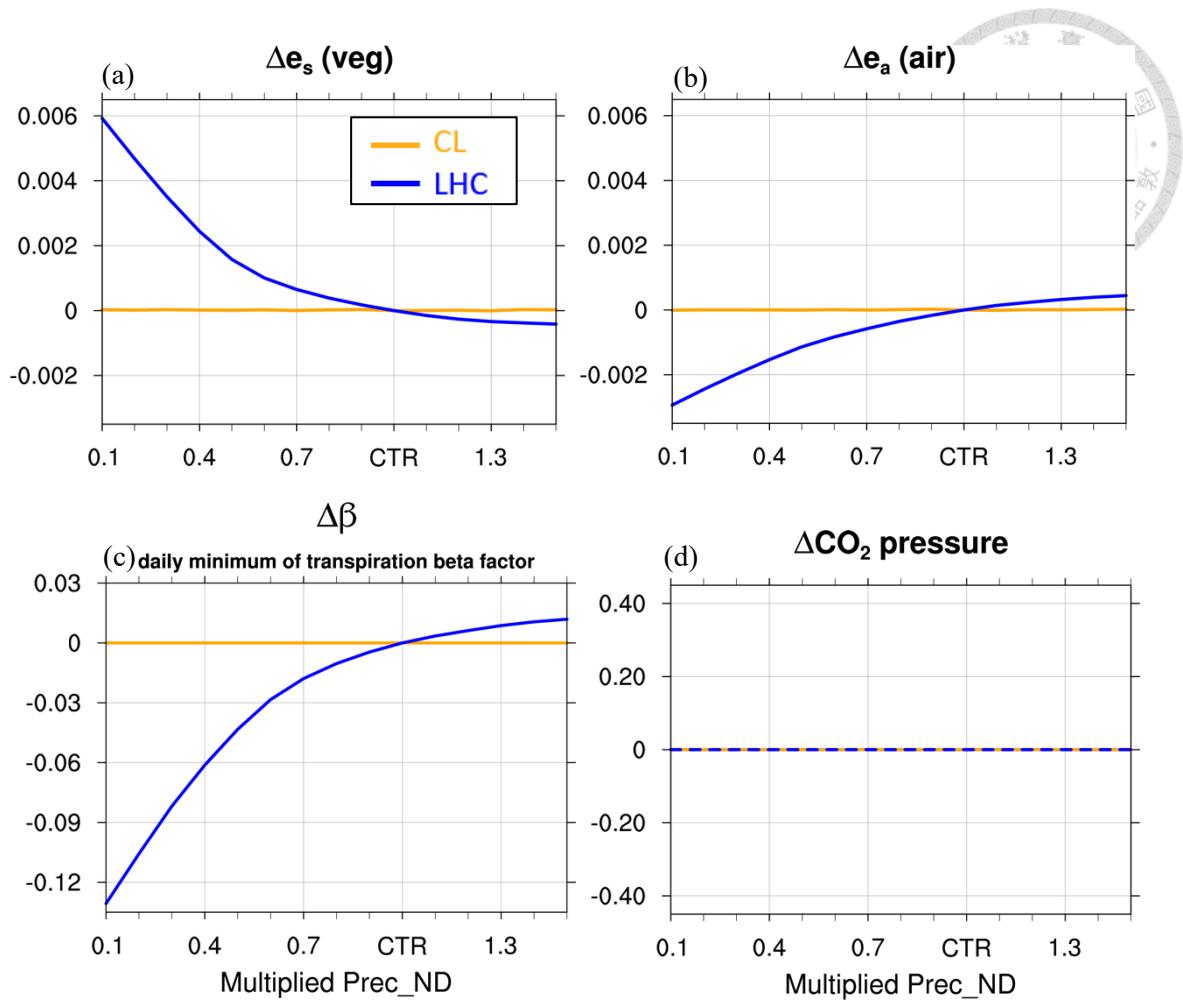 (a) Δeₛ (veg)
0.006
0.004
0.002
0
-0.002
0.1 0.4 0.7 CTR 1.3
CL
LHC
(b) Δeₐ (air)
0.006
0.004
0.002
0
-0.002
0.1 0.4 0.7 CTR 1.3
Δβ
(c) daily minimum of transpiration beta factor
0.03
0
-0.03
-0.06
-0.09
-0.12
0.1 0.4 0.7 CTR 1.3
Multiplied Prec_ND
(d) ΔCO₂ pressure
0.40
0.20
0
-0.20
-0.40
0.1 0.4 0.7 CTR 1.3
Multiplied Prec_ND